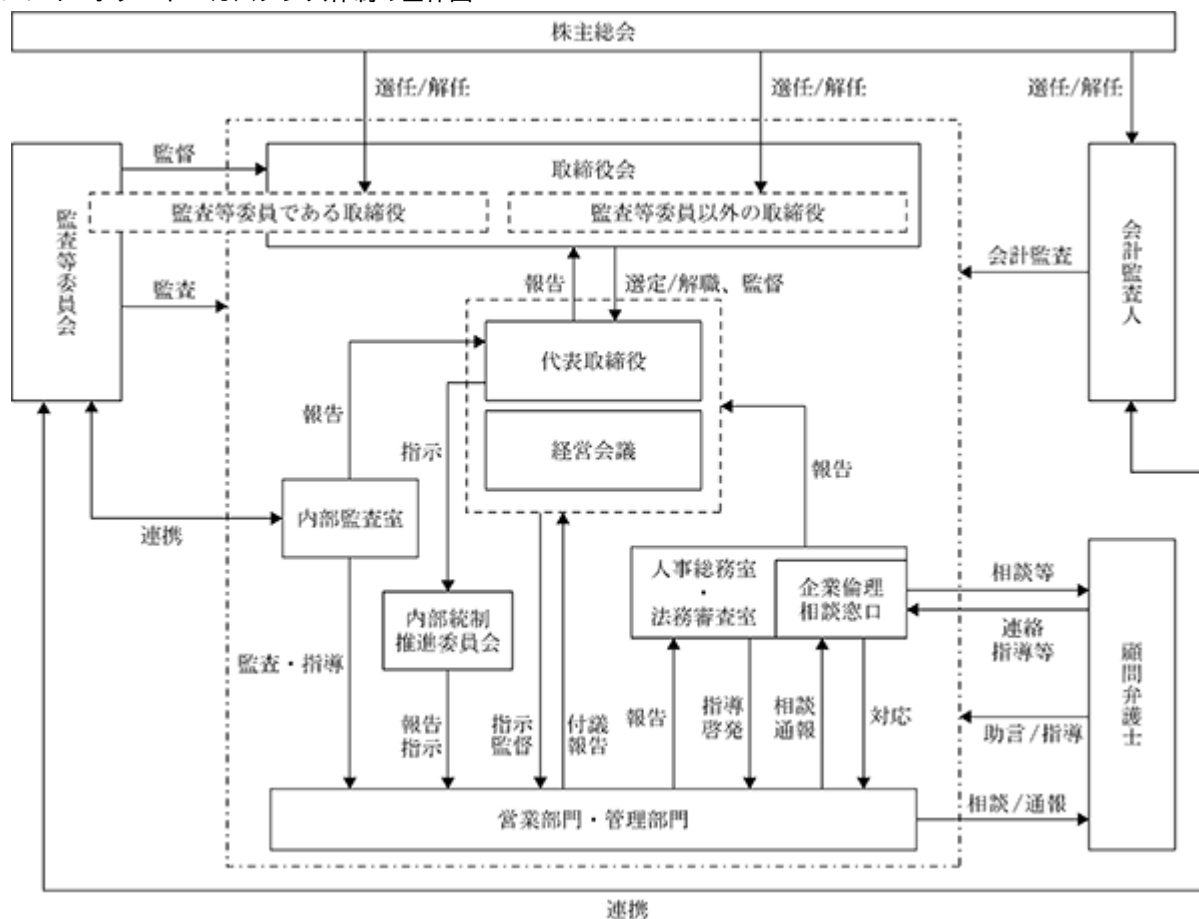 株主総会
選任/解任
選任/解任
選任/解任
監督
取締役会
監査等委員である取締役
監査等委員以外の取締役
監査等委員会
会計監査人
監査
会計監査
報告
選定/解職、監督
代表取締役
報告
指示
経営会議
報告
内部監査室
連携
人事総務室
・
法務審査室
企業倫理
相談窓口
相談等
連絡
指導等
内部統制
推進委員会
顧問弁護士
監査・指導
報告
指示
指示
監督
付議
報告
報告
指導
啓発
相談
通報
対応
助言/指導
営業部門・管理部門
相談/通報
連携